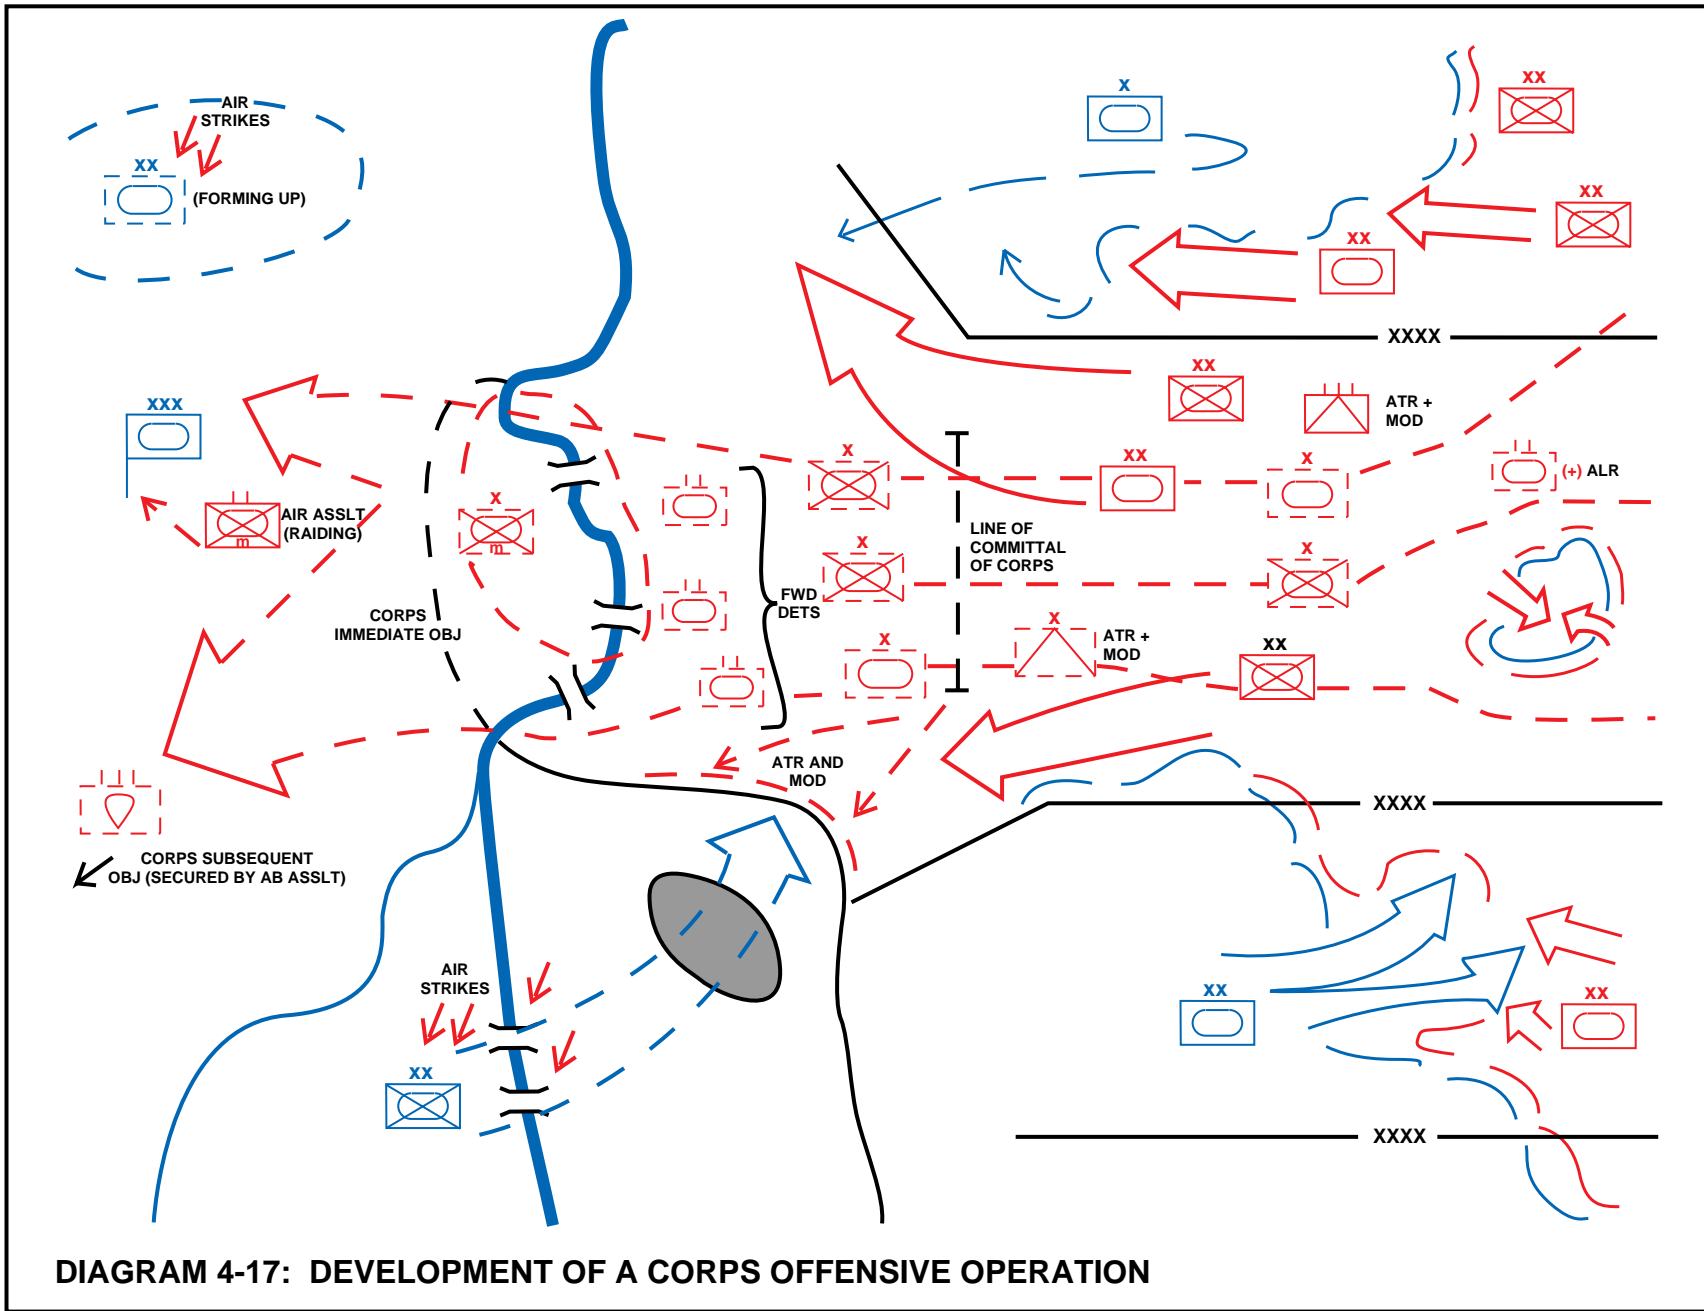 X
XX
AIR
STRIKES
XX
(FORMING UP)
XX
XX
XXXX
XX
ATR +
MOD
XXX
X
XX
X
(+) ALR
AIR ASSLT
(RAIDING)
m
X
m
LINE OF
COMMITTAL
OF CORPS
X
X
FWD
DETS
CORPS
IMMEDIATE OBJ
X
X
ATR +
MOD
XX
ATR AND
MOD
XXXX
CORPS SUBSEQUENT
OBJ (SECURED BY AB ASSLT)
AIR
STRIKES
XX
XX
XX
XXXX
DIAGRAM 4-17: DEVELOPMENT OF A CORPS OFFENSIVE OPERATION